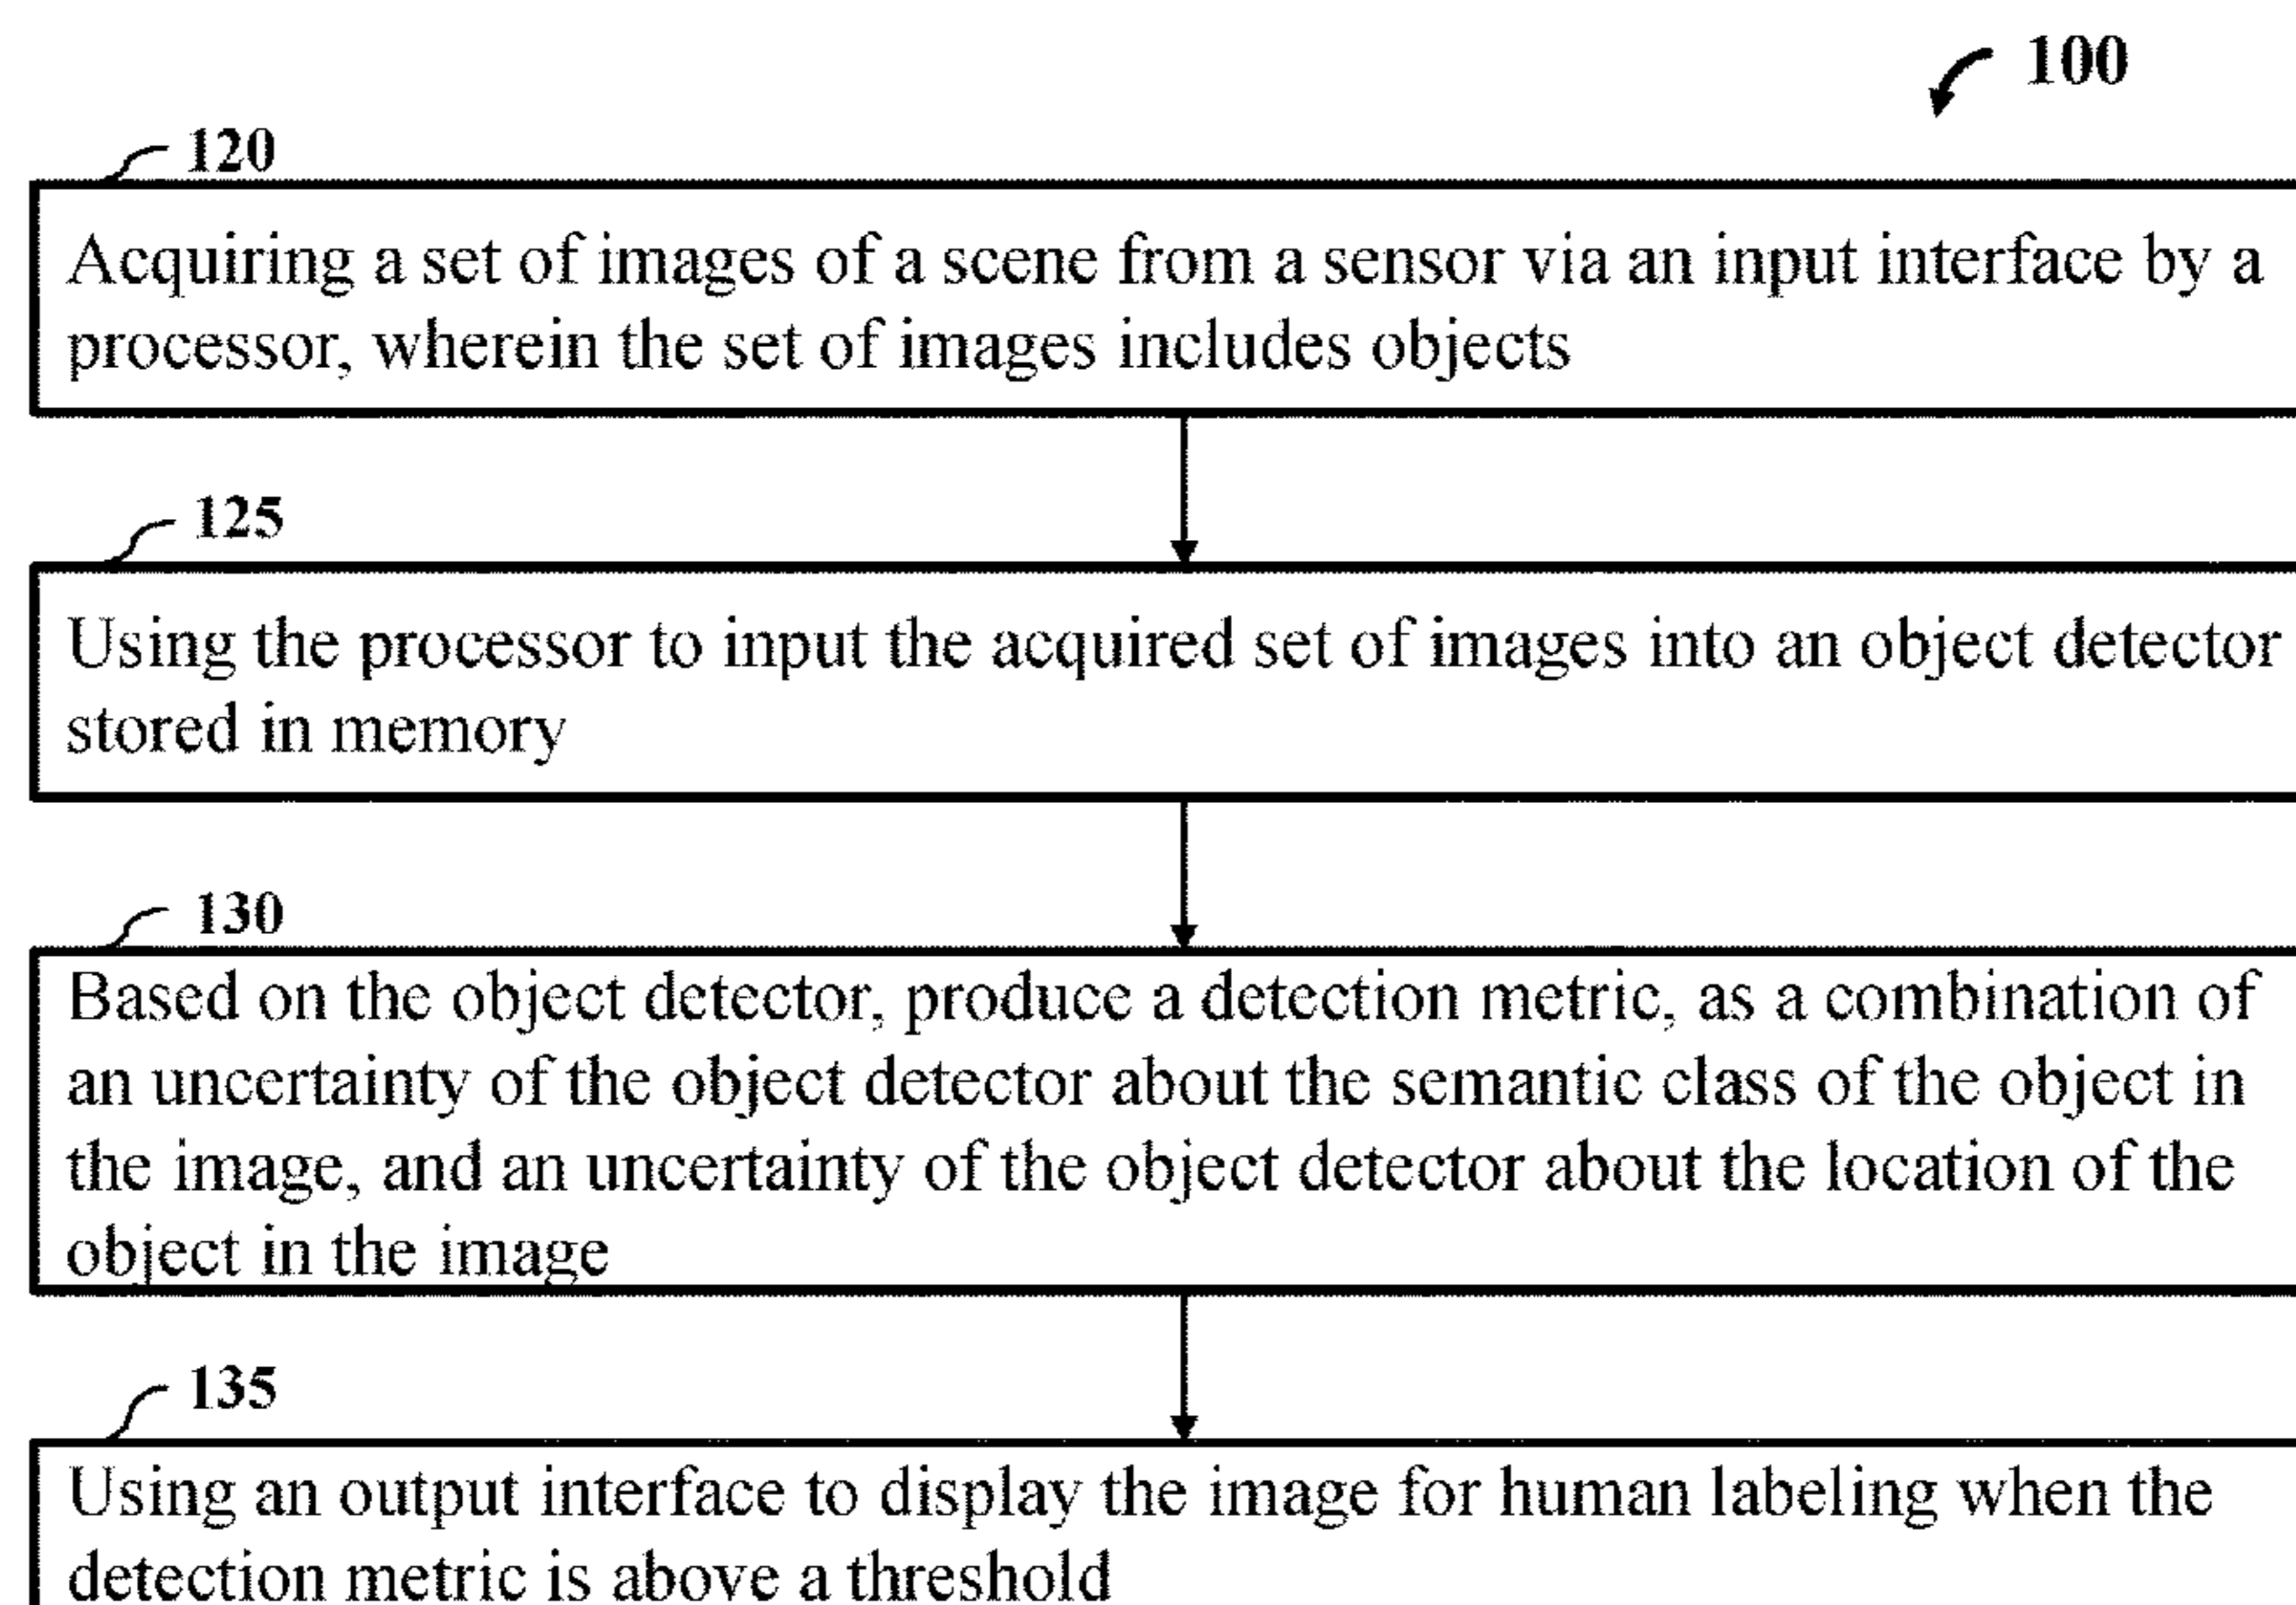 100
120
Acquiring a set of images of a scene from a sensor via an input interface by a
processor, wherein the set of images includes objects
125
Using the processor to input the acquired set of images into an object detector
stored in memory
130
Based on the object detector, produce a detection metric, as a combination of
an uncertainty of the object detector about the semantic class of the object in
the image, and an uncertainty of the object detector about the location of the
object in the image
135
Using an output interface to display the image for human labeling when the
detection metric is above a threshold